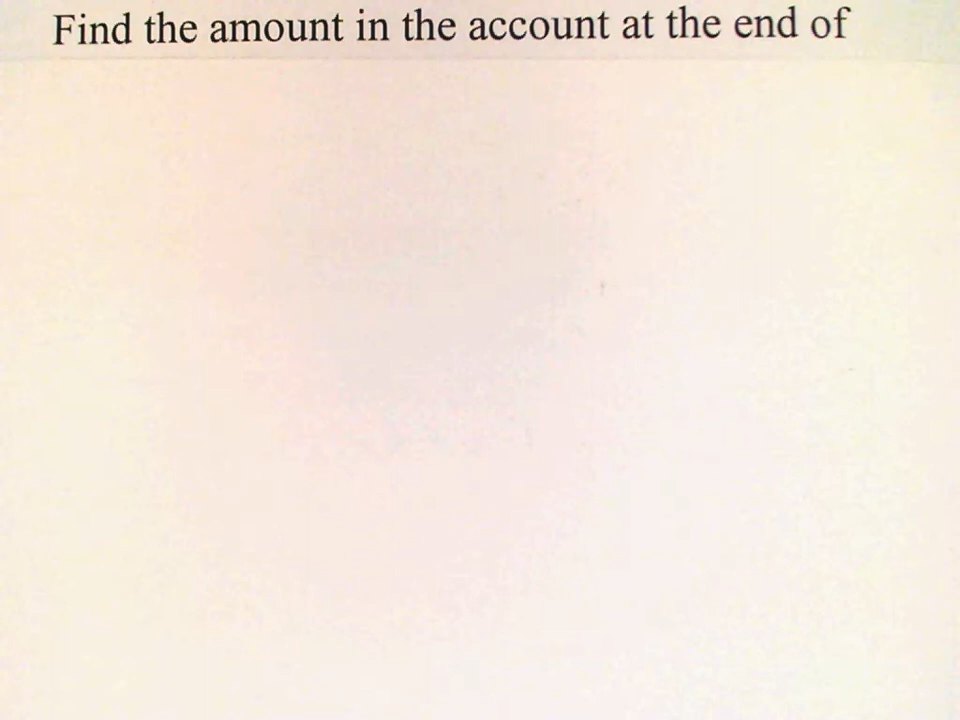 Find the amount in the account at the end of